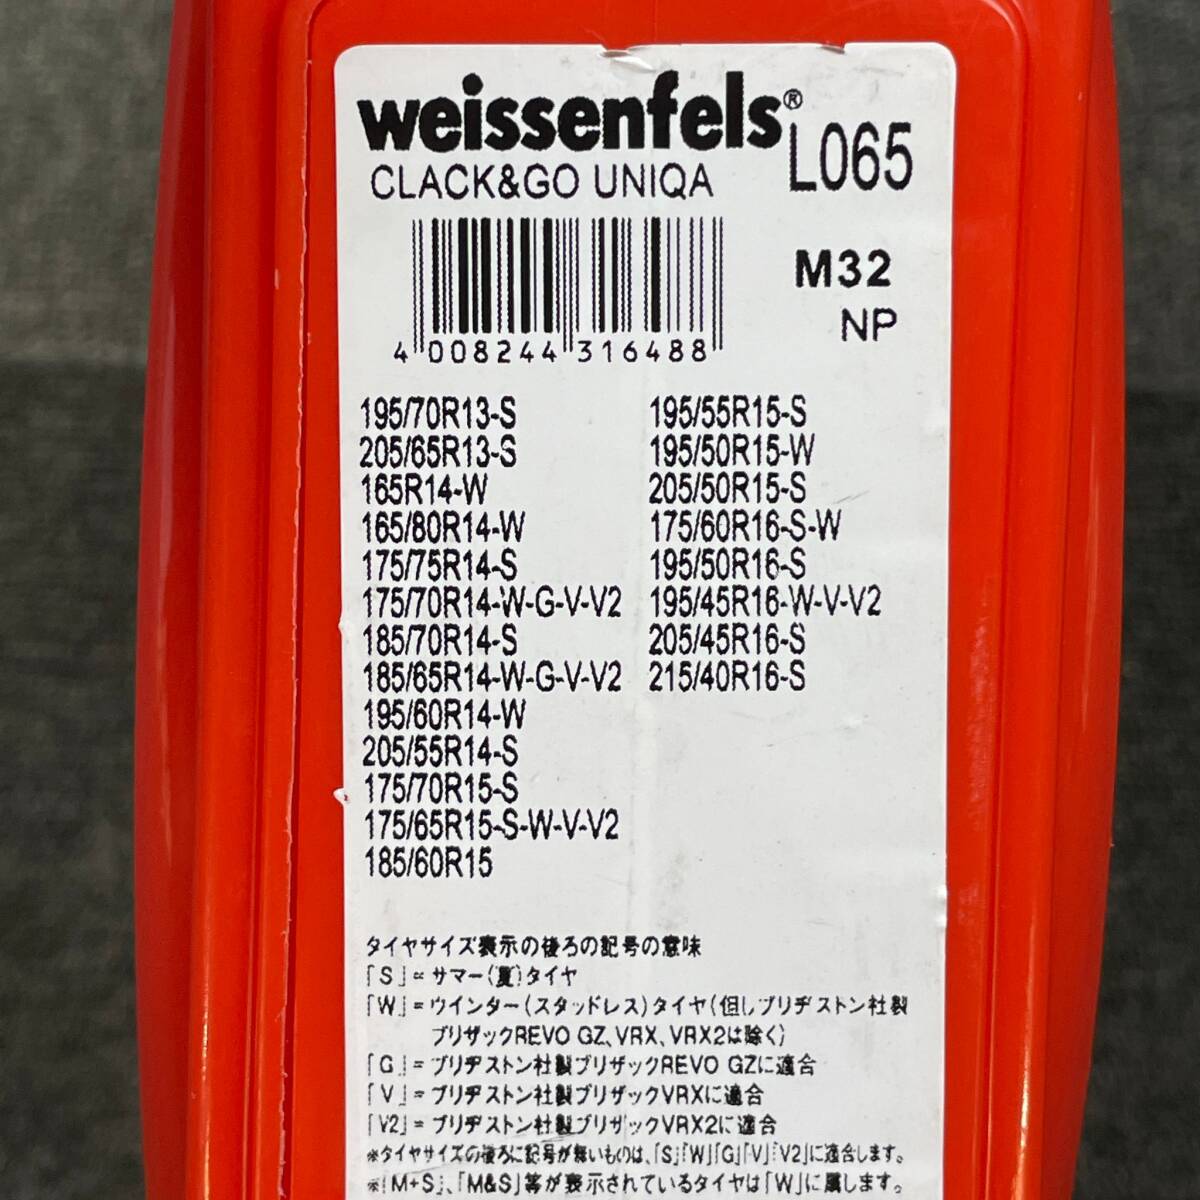 weissenfels®
L065
CLACK&GO UNIQA
M32
NP
4 008244 316488
195/70R13-S
205/65R13-S
165R14-W
165/80R14-W
175/75R14-S
175/70R14-W-G-V-V2
185/70R14-S
185/65R14-W-G-V-V2
195/60R14-W
205/55R14-S
175/70R15-S
175/65R15-S-W-V-V2
185/60R15
195/55R15-S
195/50R15-W
205/50R15-S
175/60R16-S-W
195/50R16-S
195/45R16-W-V-V2
205/45R16-S
215/40R16-S
タイヤサイズ表示の後ろの記号の意味
「S」=サマー(夏)タイヤ
「W」=ウインター(スタッドレス)タイヤ(但しブリヂストン社製
ブリザックREVO GZ、VRX、VRX2は除く)
「G」=ブリヂストン社製ブリザックREVO GZに適合
「V」=ブリヂストン社製ブリザックVRXに適合
「V2」=ブリヂストン社製ブリザックVRX2に適合
※タイヤサイズの後ろに記号が無いものは、「S」「W」「G」「V」「V2」に適合します。
※「M+S」、「M&S」等が表示されているタイヤは「W」に属します。